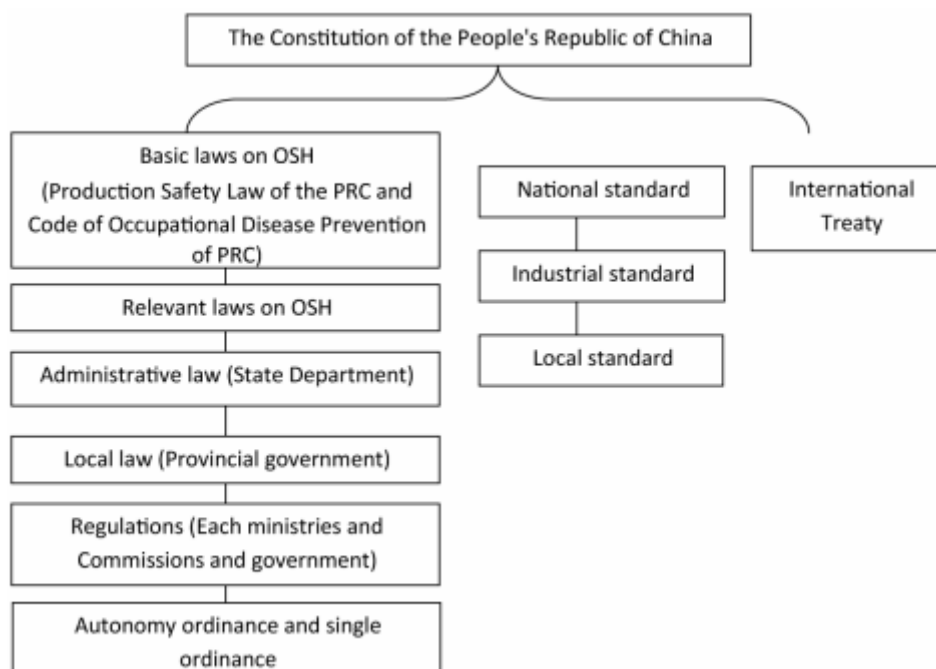 The Constitution of the People's Republic of China
Basic laws on OSH
(Production Safety Law of the PRC and
Code of Occupational Disease Prevention
of PRC)
Relevant laws on OSH
Administrative law (State Department)
Local law (Provincial government)
Regulations (Each ministries and
Commissions and government)
Autonomy ordinance and single
ordinance
National standard
Industrial standard
Local standard
International
Treaty